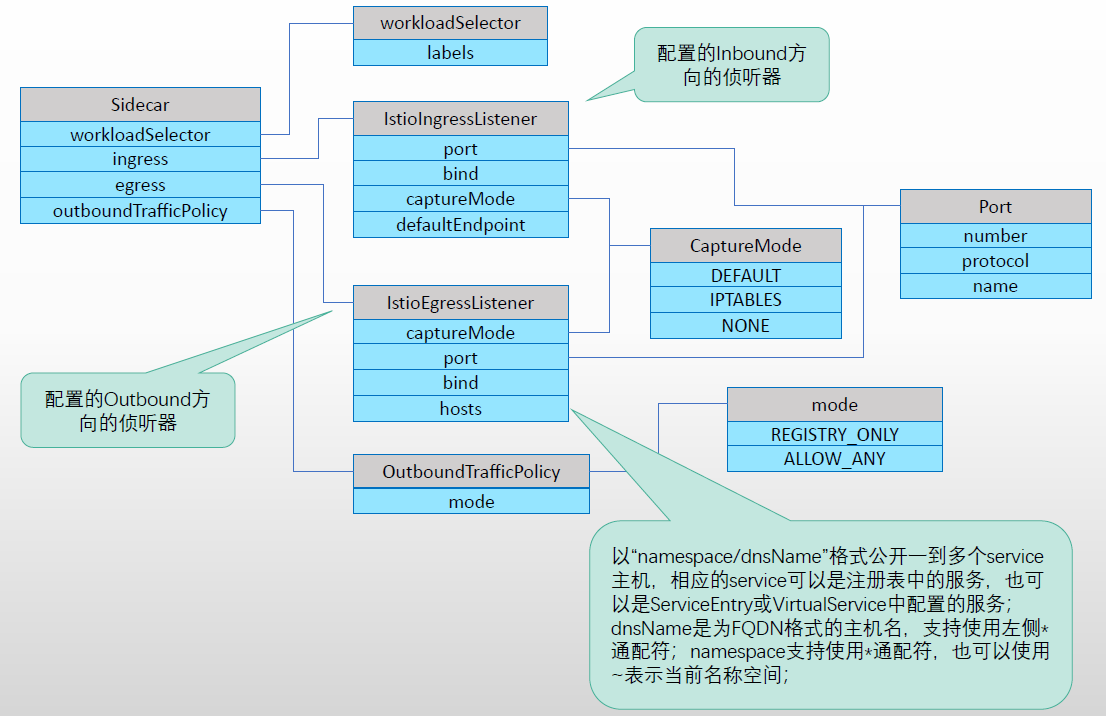 workloadSelector
labels
配置的Inbound方
向的侦听器
Sidecar
workloadSelector
ingress
egress
outboundTrafficPolicy
IstioIngressListener
port
bind
captureMode
defaultEndpoint
Port
number
protocol
name
CaptureMode
DEFAULT
IPTABLES
NONE
IstioEgressListener
captureMode
port
bind
hosts
配置的Outbound方
向的侦听器
mode
REGISTRY_ONLY
ALLOW_ANY
OutboundTrafficPolicy
mode
以“namespace/dnsName”格式公开一到多个service
主机，相应的service可以是注册表中的服务，也可
以是ServiceEntry或VirtualService中配置的服务；
dnsName是为FQDN格式的主机名，支持使用左侧*
通配符；namespace支持使用*通配符，也可以使用
~表示当前名称空间；